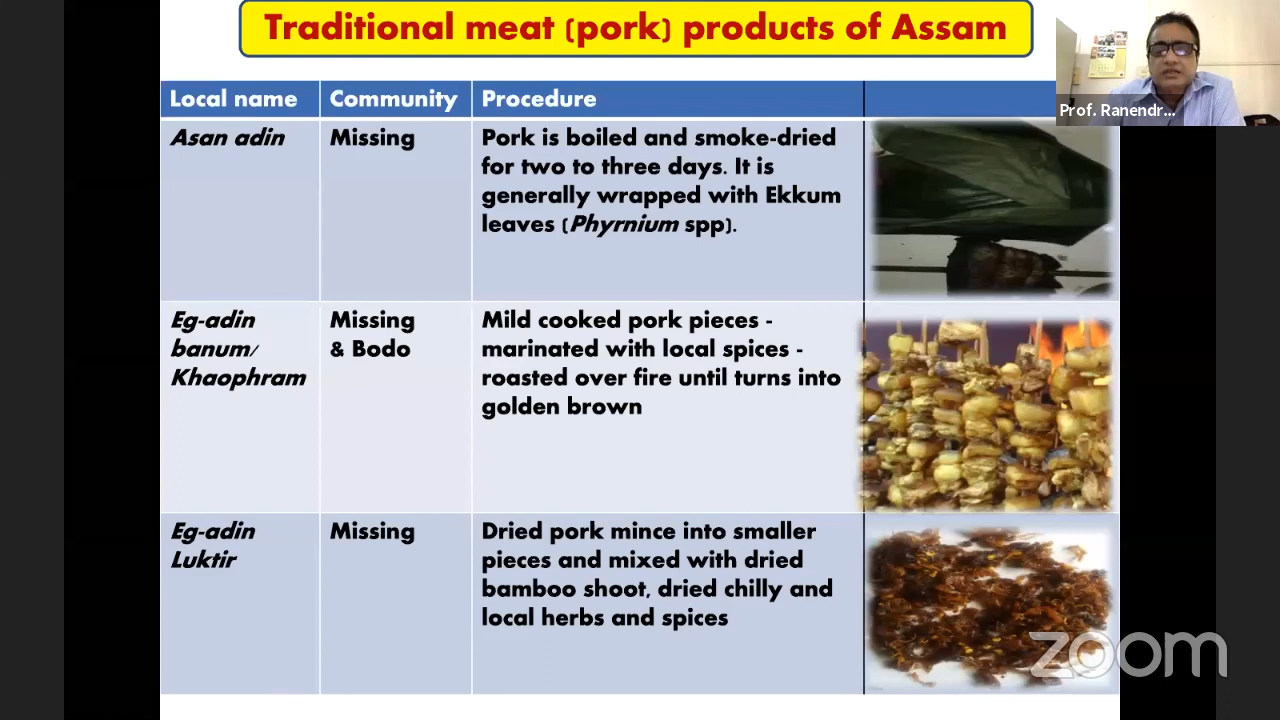 Traditional meat (pork) products of Assam
Prof. Ranendr...
Local name
Community
Procedure
Asan adin
Missing
Pork is boiled and smoke-dried
for two to three days. It is
generally wrapped with Ekkum
leaves (Phyrnium spp).
Eg-adin
banum/
Khaophram
Missing
& Bodo
Mild cooked pork pieces -
marinated with local spices -
roasted over fire until turns into
golden brown
Eg-adin
Luktir
Missing
Dried pork mince into smaller
pieces and mixed with dried
bamboo shoot, dried chilly and
local herbs and spices
zoom